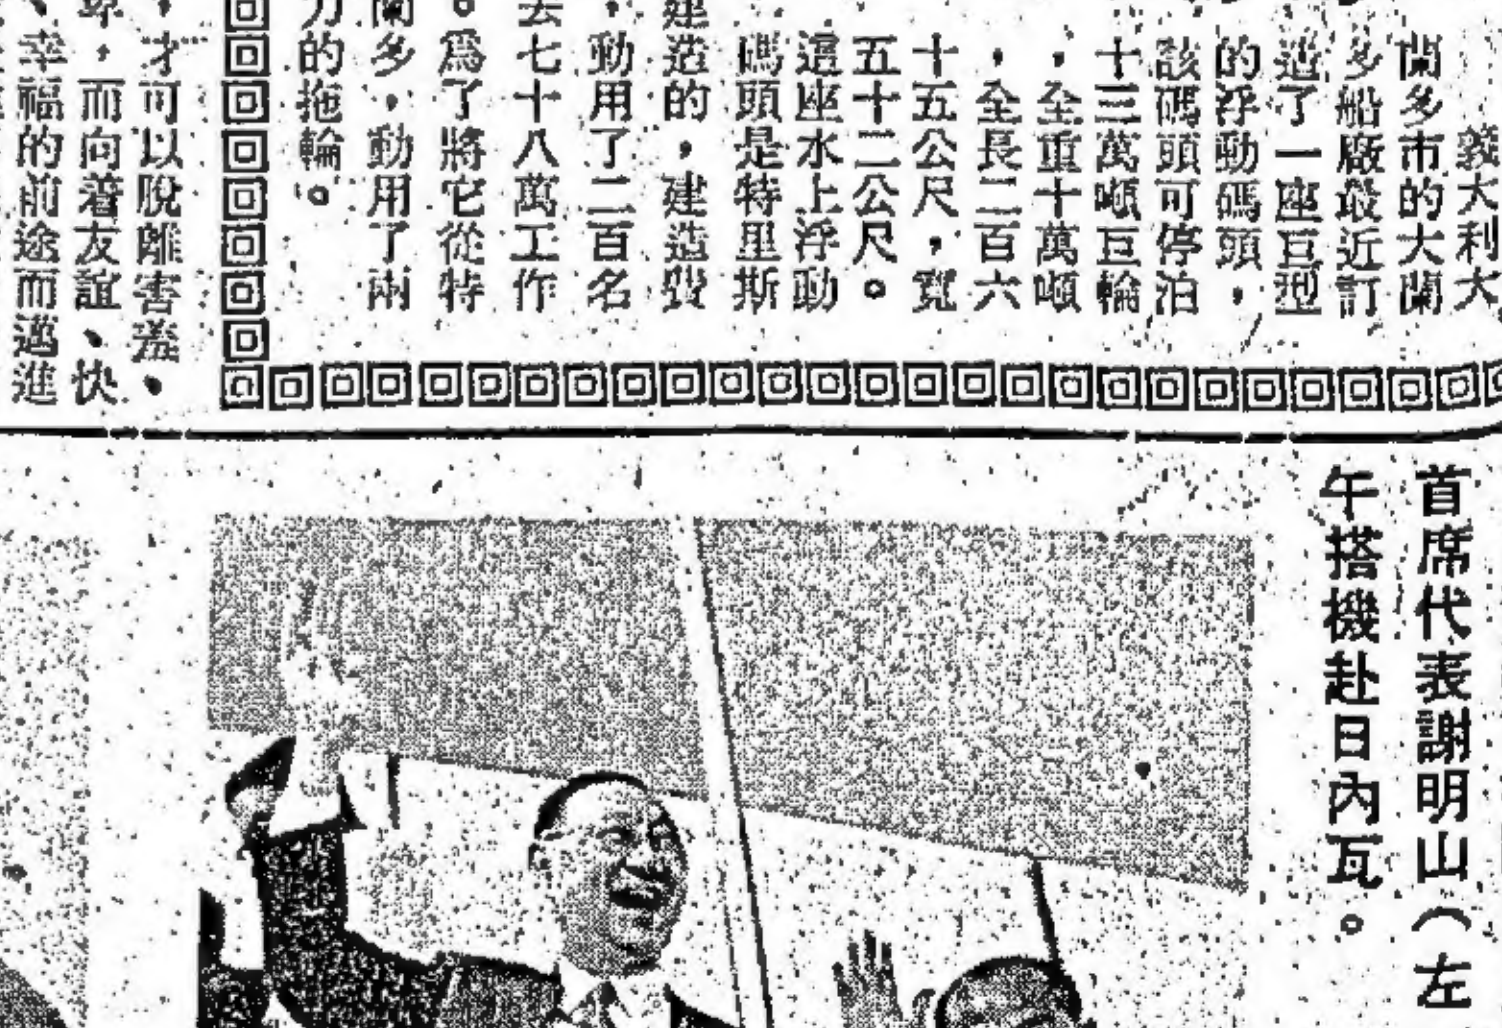 義大利大
蘭多市的大蘭
多船廠最近訂
造了一座巨型
的浮動碼頭，
該碼頭可停泊
十三萬噸巨輪
，全重十萬噸
，全長二百六
十五公尺，寬
五十二公尺。
這座水上浮動
碼頭是特里斯
建造的，建造費
，動用了二百名
去七十八萬工作
。為了將它從特
蘭多，動用了兩
力的拖輪。
，才可以脫離害羞，
，而向着友誼、快
、幸福的前途而邁進
首席代表謝明山（左
午搭機赴日內瓦。